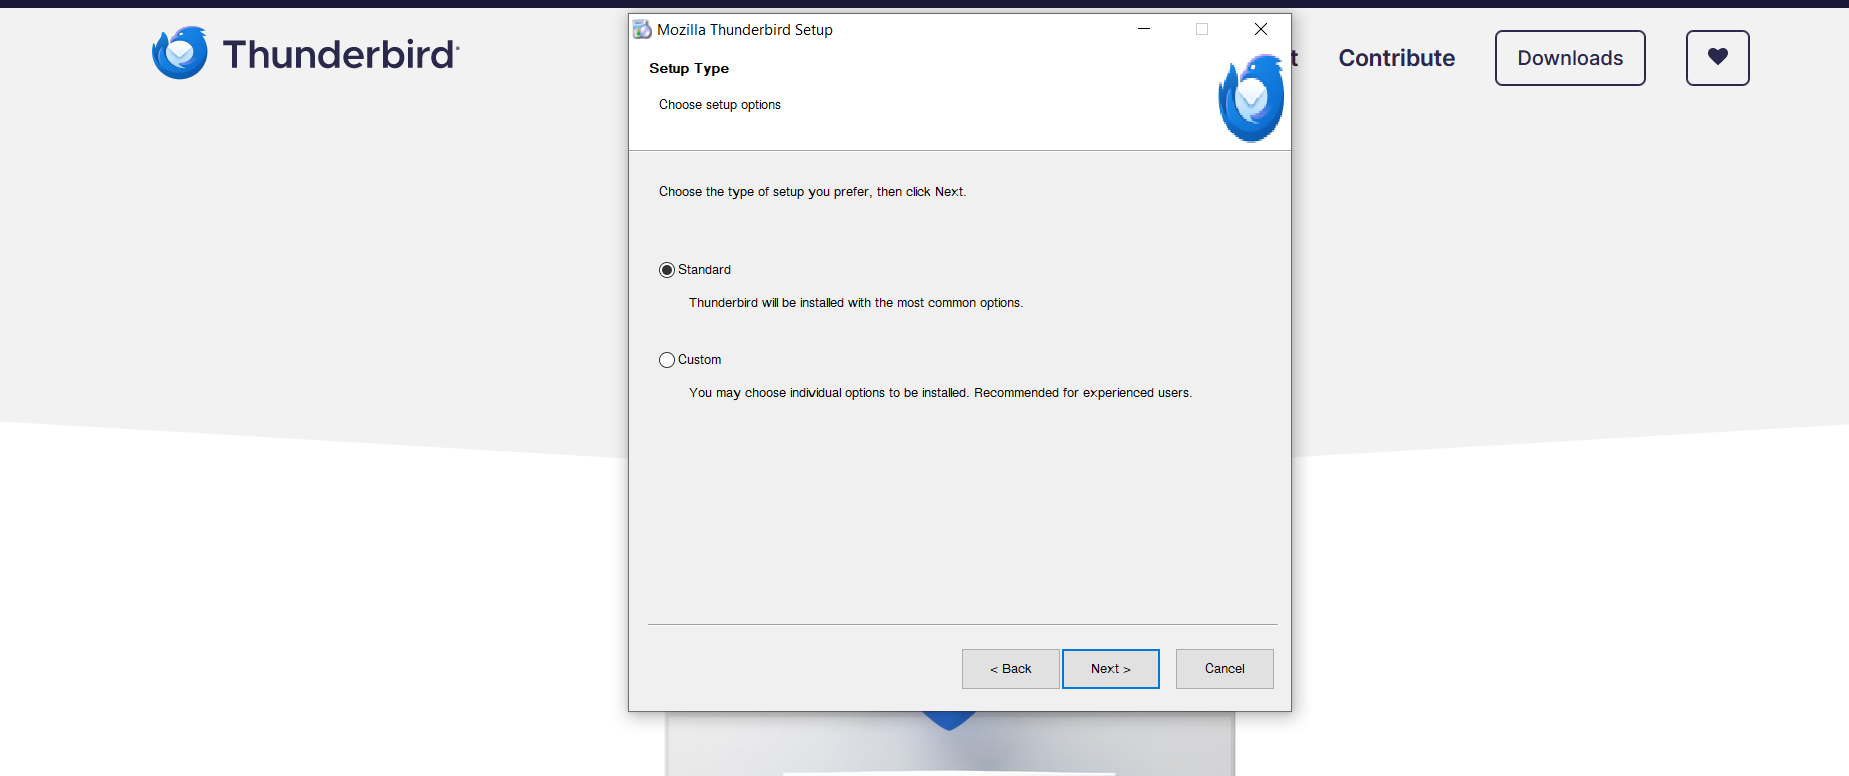 Thunderbird
Mozilla Thunderbird Setup
Contribute
Downloads
Setup Type
Choose setup options
Choose the type of setup you prefer, then click Next.
Standard
Thunderbird will be installed with the most common options.
Custom
You may choose individual options to be installed. Recommended for experienced users.
< Back
Next >
Cancel